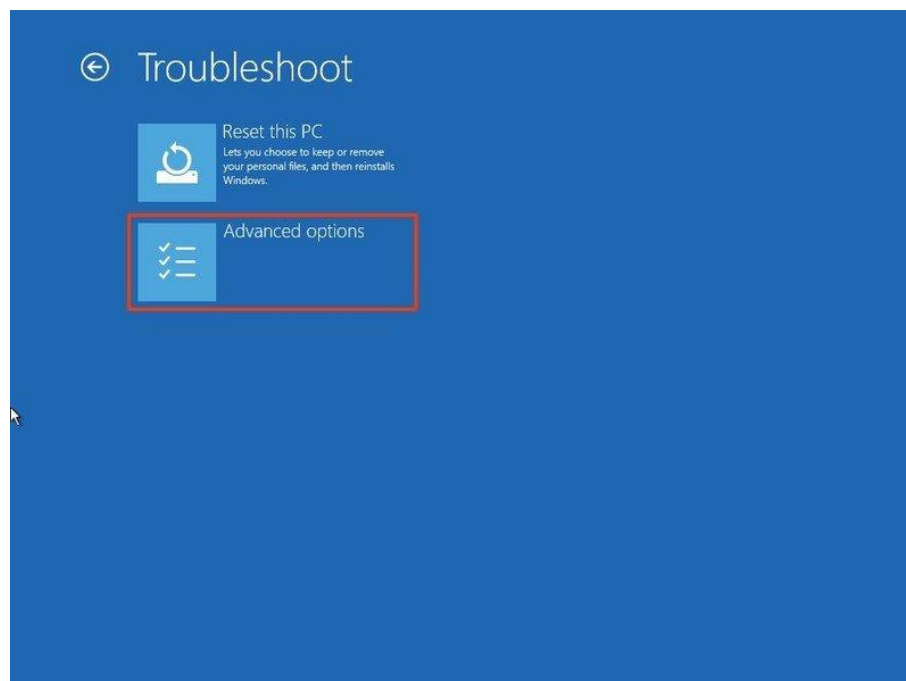 Troubleshoot
Reset this PC
Lets you choose to keep or remove
your personal files, and then reinstalls
Windows.
Advanced options